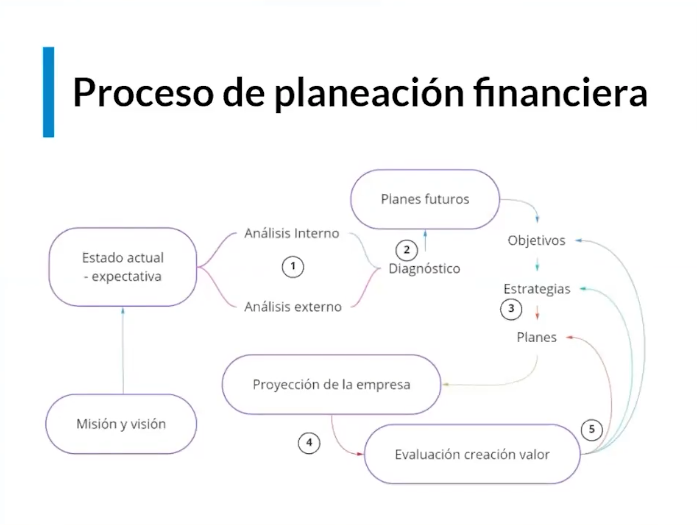 Proceso de planeación financiera
Planes futuros
Análisis Interno
Objetivos
2
Estado actual
- expectativa
1
Diagnóstico
Estrategias
Análisis externo
3
Planes
Proyección de la empresa
Misión y visión
5
4
Evaluación creación valor